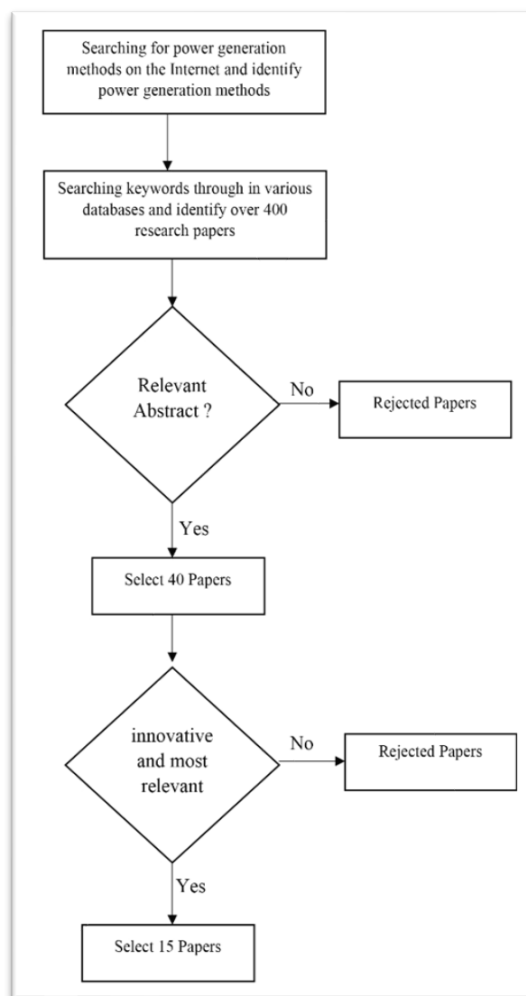 Searching for power generation
methods on the Internet and identify
power generation methods
Searching keywords through in various
databases and identify over 400
research papers
Relevant
Abstract ?
No
Rejected Papers
Yes
Select 40 Papers
innovative
and most
relevant
No
Rejected Papers
Yes
Select 15 Papers